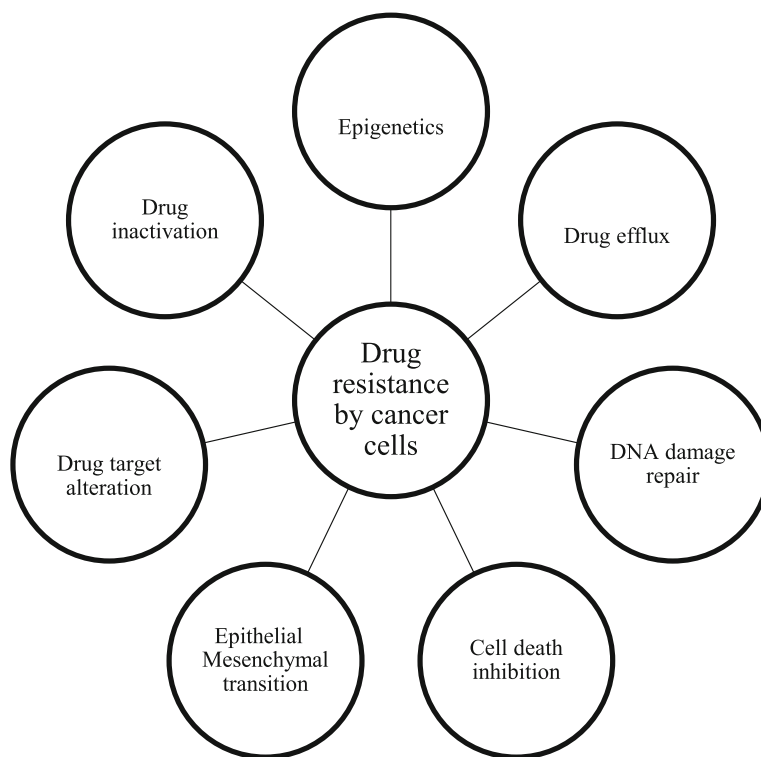 Epigenetics
Drug efflux
DNA damage
repair
Cell death
inhibition
Epithelial
Mesenchymal
transition
Drug target
alteration
Drug
inactivation
Drug
resistance
by cancer
cells